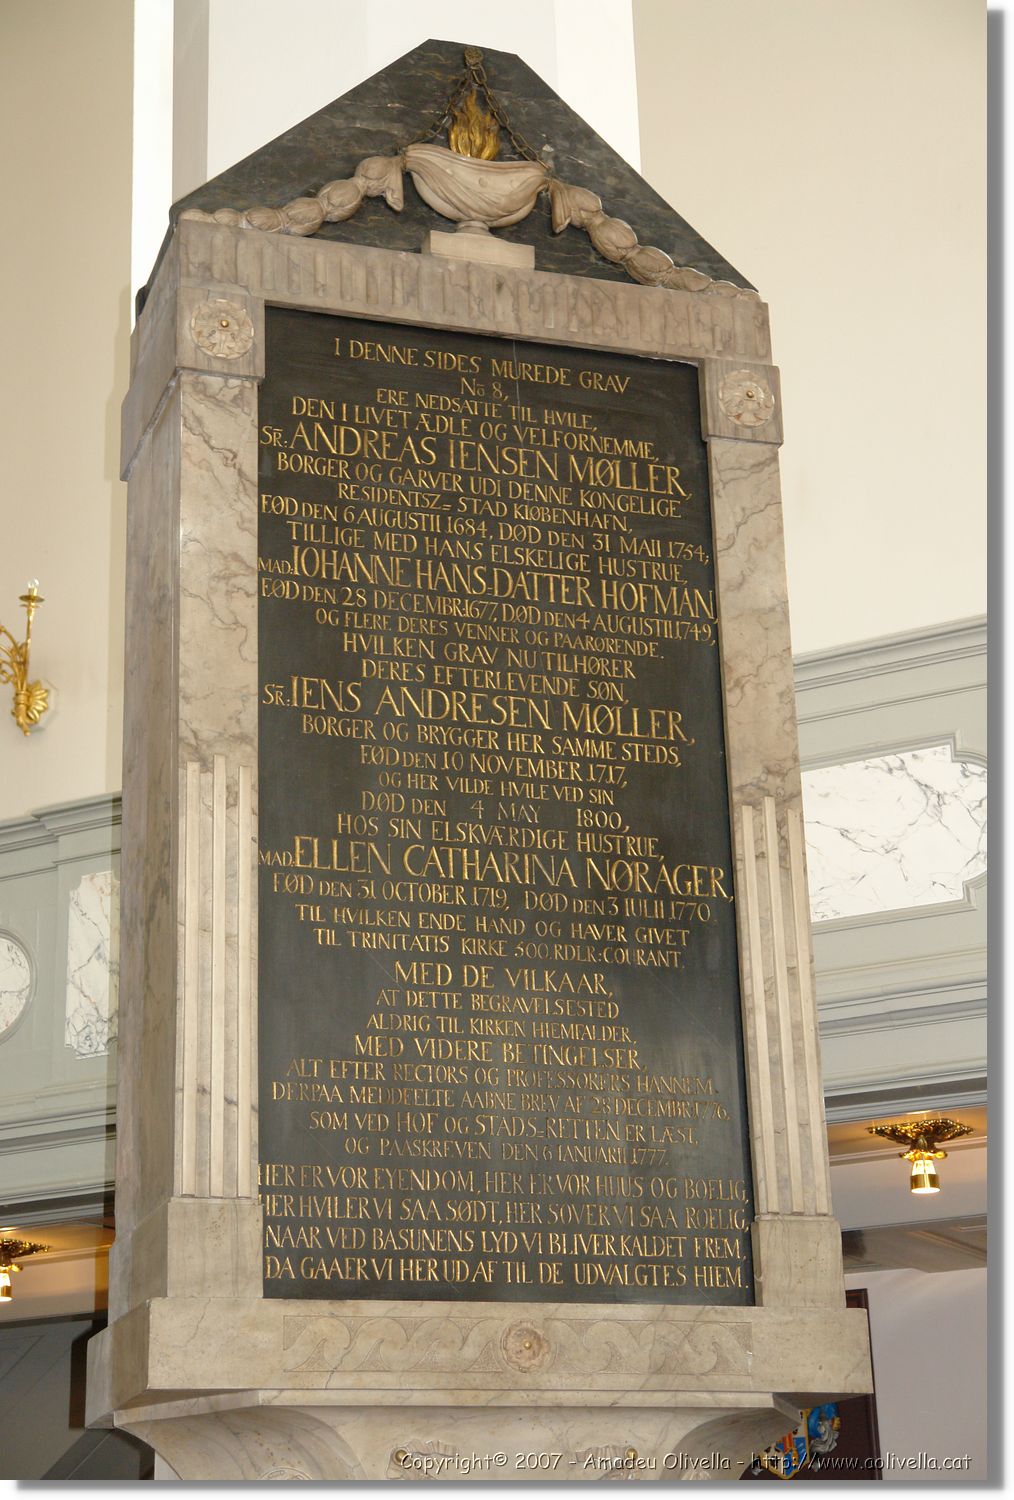 I DENNE SIDES MUREDE GRAV
No 8,
ERE NEDSATTE TIL HVILE,
DEN I LIVET ÆDLE OG VELFORNEMME,
SR: ANDREAS IENSEN MØLLER,
BORGER OG GARVER UDI DENNE KONGELIGE
RESIDENTSZ=STAD KIØBENHAFN,
FØD DEN 6 AUGUSTII 1684, DØD DEN 31 MAII 1754;
TILLIGE MED HANS ELSKELIGE HUSTRUE,
MAD: IOHANNE HANS=DATTER HOFMAN,
FØD DEN 28 DECEMBR: 1677, DØD DEN 4 AUGUSTII 1749,
OG FLERE DERES VENNER OG PAARØRENDE.
HVILKEN GRAV NU TILHØRER
DERES EFTERLEVENDE SØN,
SR: IENS ANDRESEN MØLLER,
BORGER OG BRYGGER HER SAMME STEDS,
FØD DEN 10 NOVEMBER 1717,
OG HER VILDE HVILE VED SIN
DØD DEN 4 MAY 1800,
HOS SIN ELSKVÆRDIGE HUSTRUE,
MAD: ELLEN CATHARINA NØRAGER,
FØD DEN 31 OCTOBER 1719, DØD DEN 3 IULII 1770.
TIL HVILKEN ENDE HAND OG HAVER GIVET
TIL TRINITATIS KIRKE 300 RDLR: COURANT,
MED DE VILKAAR,
AT DETTE BEGRAVELSESTED
ALDRIG TIL KIRKEN HIEMFALDER,
MED VIDERE BETINGELSER,
ALT EFTER RECTORS OG PROFESSORERS HANNEM
DERPAA MEDDEELTE AABNE BREV AF 28 DECEMBR: 1776,
SOM VED HOF OG STADS=RETTEN ER LÆST,
OG PAASKREVEN DEN 6 IANUARII 1777.
HER ER VOR EYENDOM, HER ER VOR HUUS OG BOELIG,
HER HVILER VI SAA SØDT, HER SOVER VI SAA ROELIG,
NAAR VED BASUNENS LYD VI BLIVER KALDET FREM,
DA GAAER VI HER UD AF TIL DE UDVALGTES HIEM.
Copyright© 2007 - Amadeu Olivella - http://www.aolivella.cat